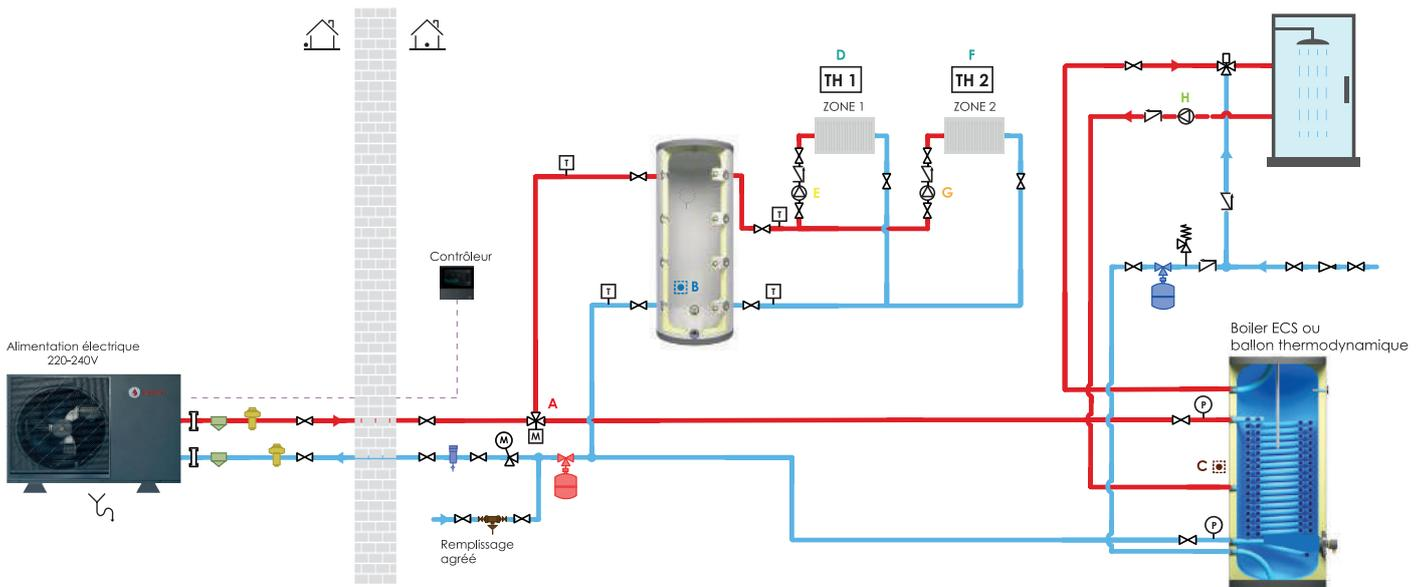 D
F
TH 1
TH 2
ZONE 1
ZONE 2
H
T
E
G
T
Contrôleur
B
T
T
Boiler ECS ou
ballon thermodynamique
Alimentation électrique
220-240V
A
P
M
M
C
P
Remplissage
agréé